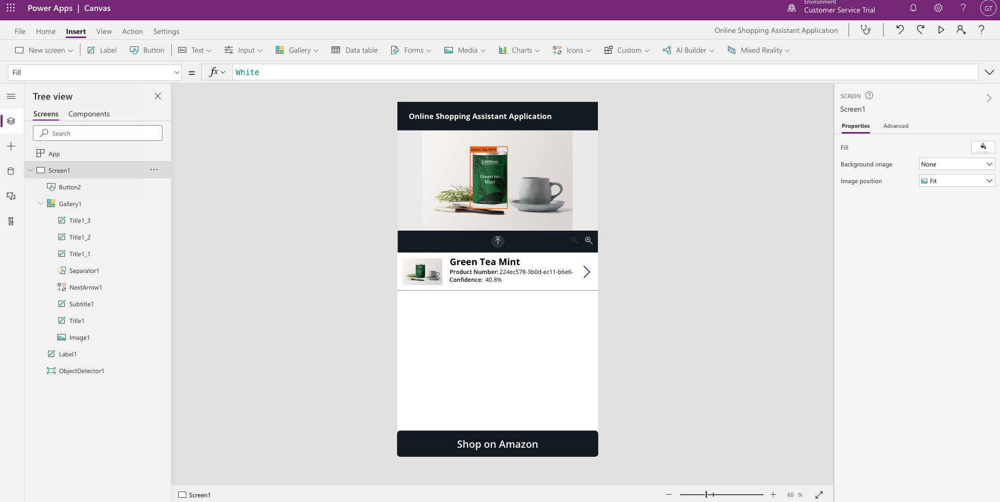 Power Apps | Canvas
Environment
Customer Service Trial
GT
File Home Insert View Action Settings
Online Shopping Assistant Application
New screen Label Button Text Input Gallery Data table Forms Media Charts Icons Custom AI Builder Mixed Reality
Fill = fx White
Tree view
Screens Components
Search
App
Screen1
Button2
Gallery1
Title1_3
Title1_2
Title1_1
Separator1
NextArrow1
Subtitle1
Title1
Image1
Label1
ObjectDetector1
Online Shopping Assistant Application
Green Tea Mint
Contoso
Green tea
Mint
Green Tea Mint
Product Number: 224ec578-3b0d-ec11-b6e6-
Confidence: 40.8%
Shop on Amazon
SCREEN
Screen1
Properties Advanced
Fill
Background image None
Image position Fit
Screen1
60 %